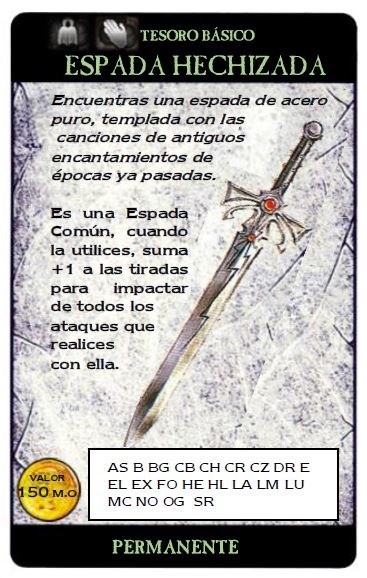 TESORO BÁSICO
ESPADA HECHIZADA
Encuentras una espada de acero
puro, templada con las
canciones de antiguos
encantamientos de
épocas ya pasadas.
Es una Espada
Común, cuando
la utilices, suma
+1 a las tiradas
para impactar
de todos los
ataques que
realices
con ella.
VALOR
150 M.O
AS B BG CB CH CR CZ DR E
EL EX FO HE HL LA LM LU
MC NO OG SR
PERMANENTE